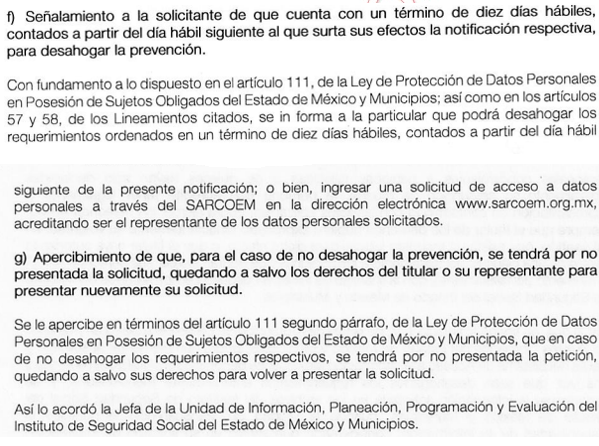 f) Señalamiento a la solicitante de que cuenta con un término de diez días hábiles,
contados a partir del día hábil siguiente al que surta sus efectos la notificación respectiva,
para desahogar la prevención.
Con fundamento a lo dispuesto en el artículo 111, de la Ley de Protección de Datos Personales
en Posesión de Sujetos Obligados del Estado de México y Municipios; así como en los artículos
57 y 58, de los Lineamientos citados, se in forma a la particular que podrá desahogar los
requerimientos ordenados en un término de diez días hábiles, contados a partir del día hábil
siguiente de la presente notificación; o bien, ingresar una solicitud de acceso a datos
personales a través del SARCOEM en la dirección electrónica www.sarcoem.org.mx,
acreditando ser el representante de los datos personales solicitados.
g) Apercibimiento de que, para el caso de no desahogar la prevención, se tendrá por no
presentada la solicitud, quedando a salvo los derechos del titular o su representante para
presentar nuevamente su solicitud.
Se le apercibe en términos del artículo 111 segundo párrafo, de la Ley de Protección de Datos
Personales en Posesión de Sujetos Obligados del Estado de México y Municipios, que en caso
de no desahogar los requerimientos respectivos, se tendrá por no presentada la petición,
quedando a salvo sus derechos para volver a presentar la solicitud.
Así lo acordó la Jefa de la Unidad de Información, Planeación, Programación y Evaluación del
Instituto de Seguridad Social del Estado de México y Municipios.